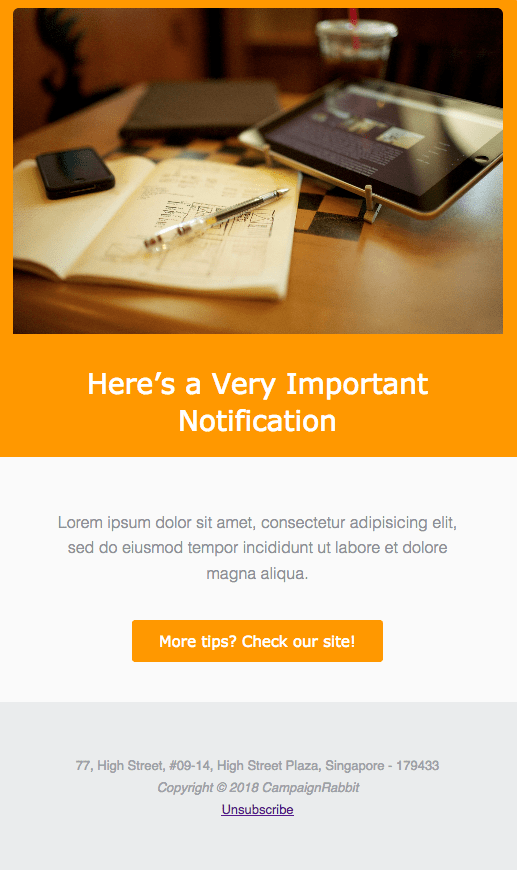 Here’s a Very Important
Notification
Lorem ipsum dolor sit amet, consectetur adipisicing elit,
sed do eiusmod tempor incididunt ut labore et dolore
magna aliqua.
More tips? Check our site!
77, High Street, #09-14, High Street Plaza, Singapore - 179433
Copyright © 2018 CampaignRabbit
Unsubscribe